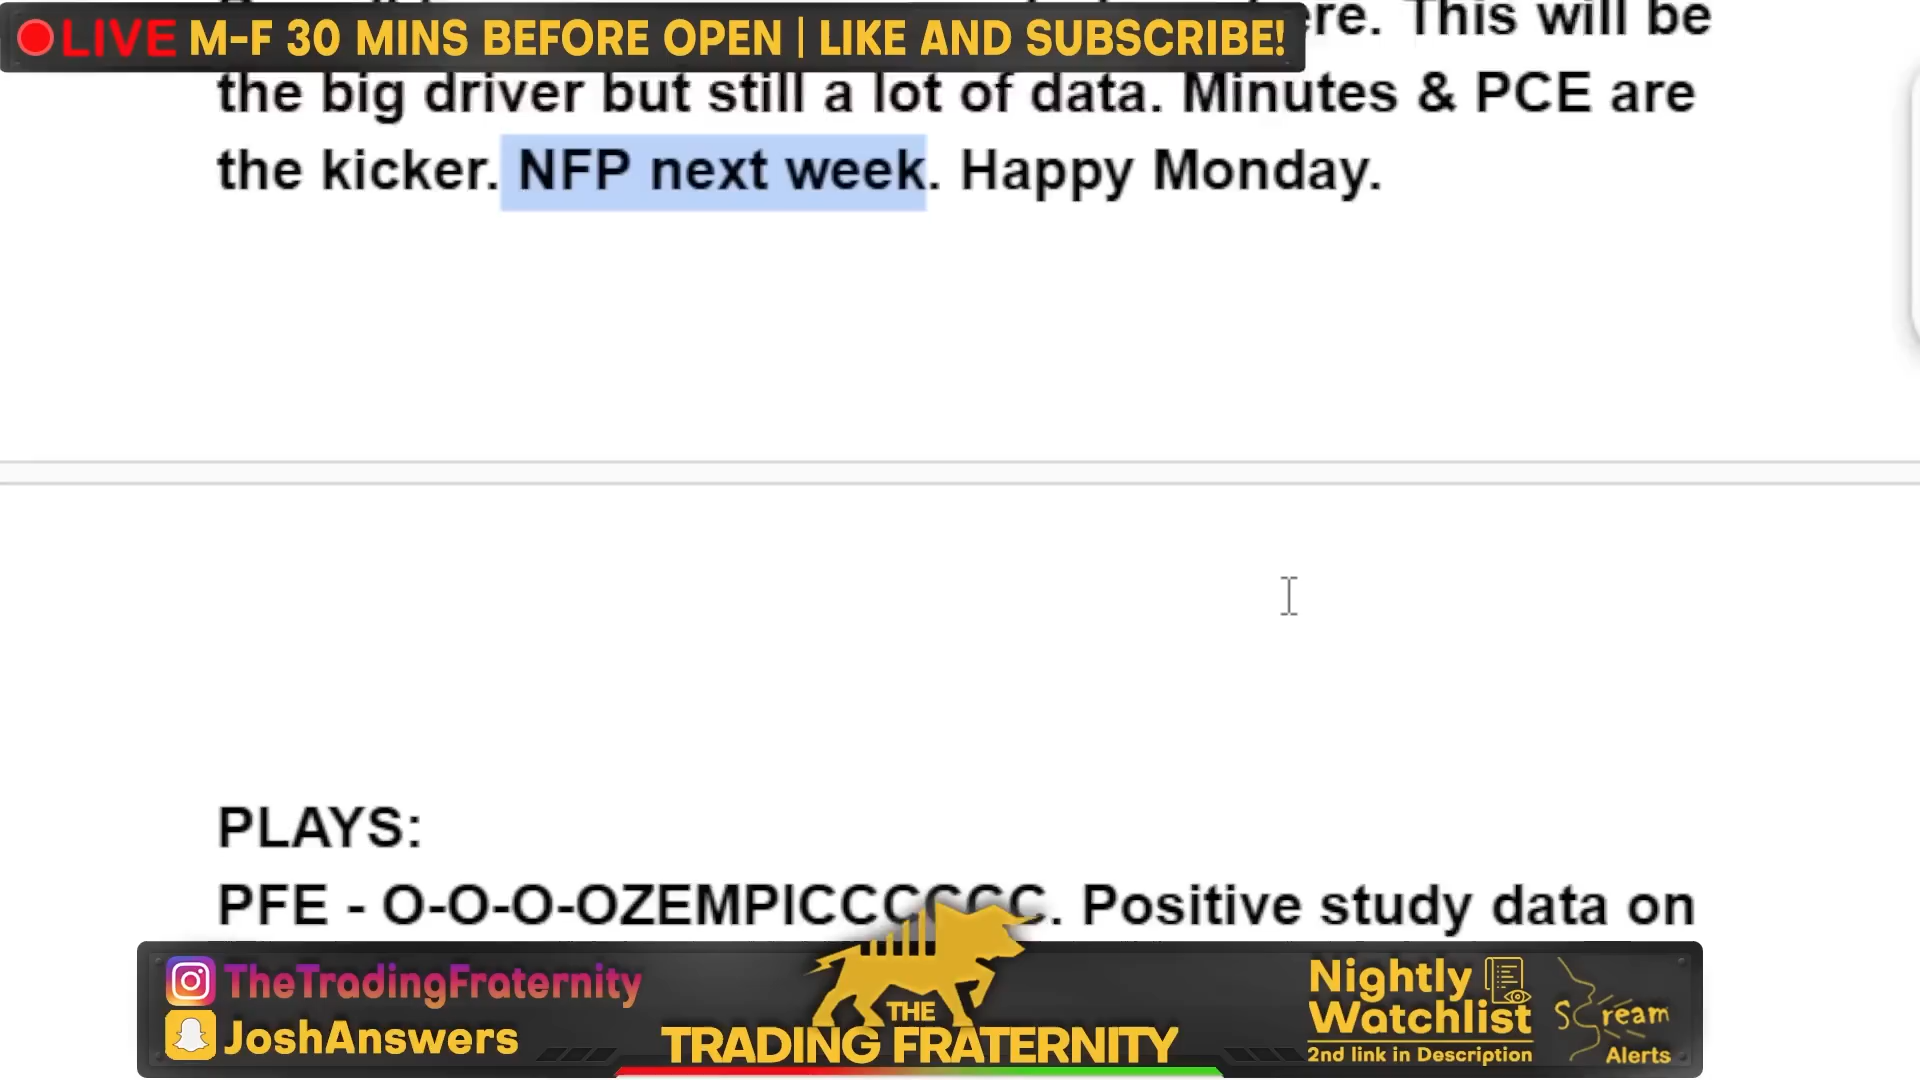 LIVE M-F 30 MINS BEFORE OPEN | LIKE AND SUBSCRIBE!
ere. This will be
the big driver but still a lot of data. Minutes & PCE are
the kicker. NFP next week. Happy Monday.
PLAYS:
PFE - O-O-O-OZEMPICCCCCC. Positive study data on
TheTradingFraternity
JoshAnswers
THE
TRADING FRATERNITY
Nightly
Watchlist
2nd link in Description
Scream
Alerts